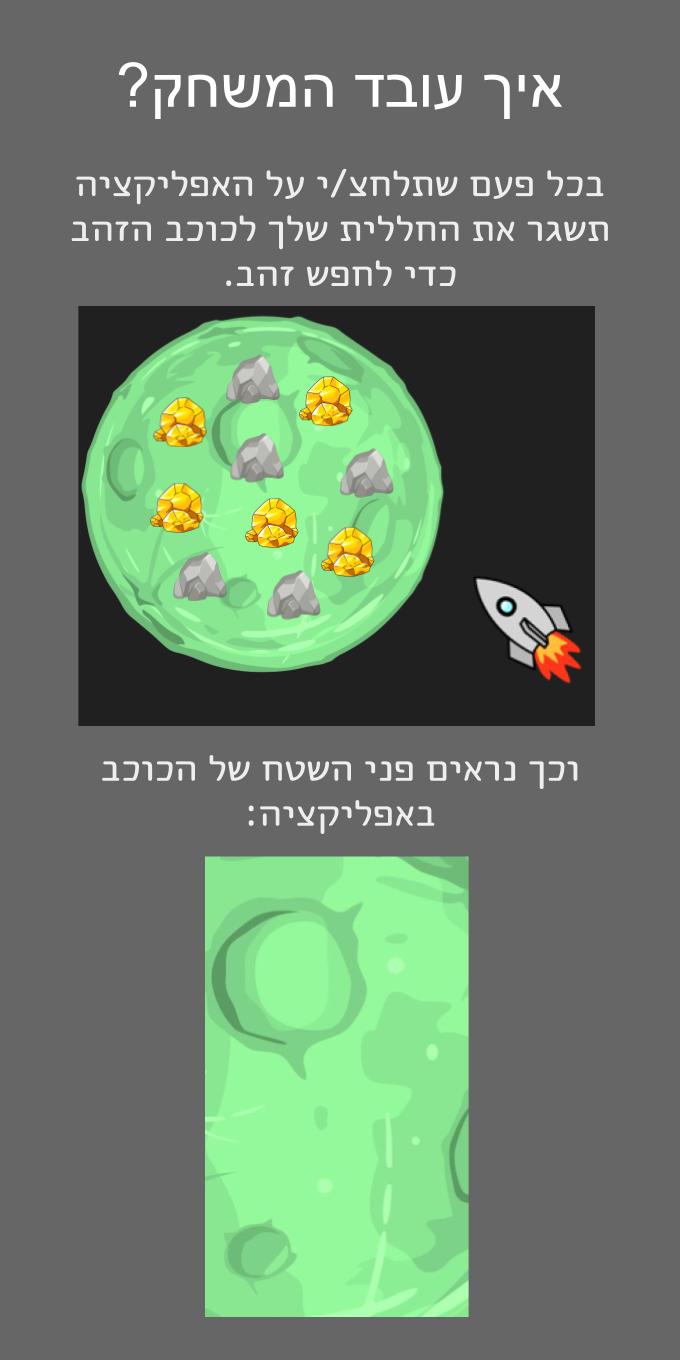 איך עובד המשחק?
בכל פעם שתלחצ/י על האפליקציה
תשגר את החללית שלך לכוכב הזהב
כדי לחפש זהב.
וכך נראים פני השטח של הכוכב
באפליקציה: